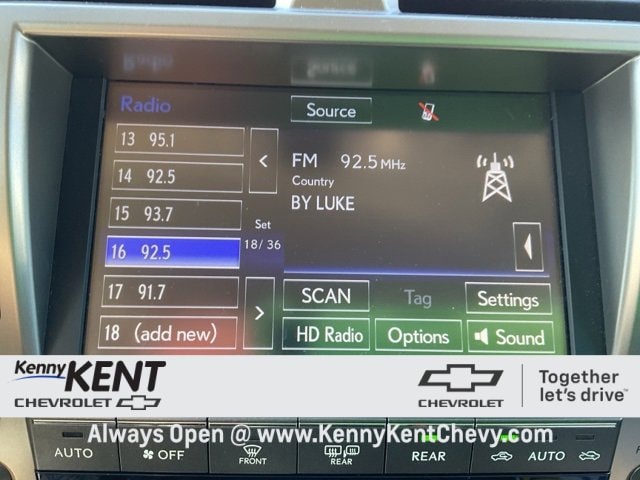 Radio
Source
13 95.1
14 92.5
15 93.7
16 92.5
17 91.7
18 (add new)
<
Set
18/36
>
FM 92.5 MHz
Country
BY LUKE
SCAN
Tag
Settings
HD Radio
Options
Sound
Kenny KENT
CHEVROLET
CHEVROLET
Together
let's drive™
Always Open @ www.KennyKentChevy.com
AUTO
OFF
FRONT
REAR
REAR
AUTO